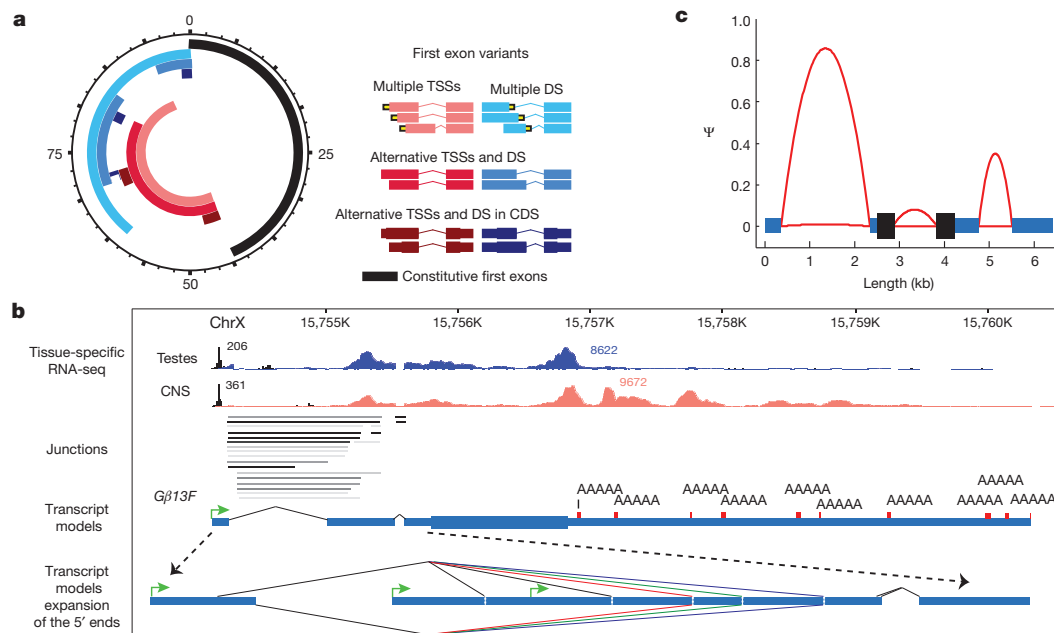 a
0
25
50
75
First exon variants
Multiple TSSs
Multiple DS
Alternative TSSs and DS
Alternative TSSs and DS in CDS
Constitutive first exons
c
1.0
0.8
0.6
0.4
0.2
0
Ψ
0 1 2 3 4 5 6
Length (kb)
b
ChrX 15,755K 15,756K 15,757K 15,758K 15,759K 15,760K
Tissue-specific
RNA-seq
Testes
206
8622
CNS
361
9672
Junctions
Gβ13F
Transcript
models
AAAAA
AAAAA
AAAAA
AAAAA
AAAAA
AAAAA
AAAAA
AAAAA
AAAAA
AAAAA
Transcript
models
expansion
of the 5′ ends